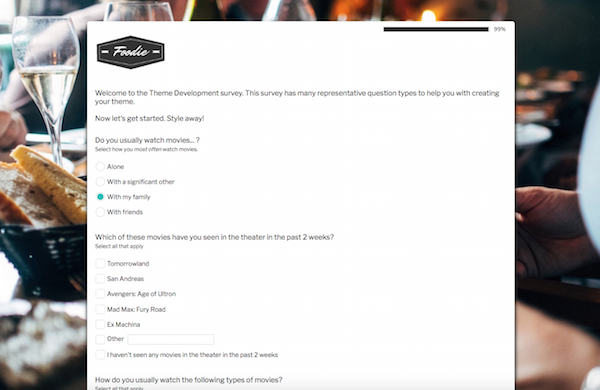 99%
Foodie
Welcome to the Theme Development survey. This survey has many representative question types to help you with creating
your theme.
Now let's get started. Style away!
Do you usually watch movies... ?
Select how you most often watch movies.
Alone
With a significant other
With my family
With friends
Which of these movies have you seen in the theater in the past 2 weeks?
Select all that apply
Tomorrowland
San Andreas
Avengers: Age of Ultron
Mad Max: Fury Road
Ex Machina
Other
I haven't seen any movies in the theater in the past 2 weeks
How do you usually watch the following types of movies?
Select all that apply